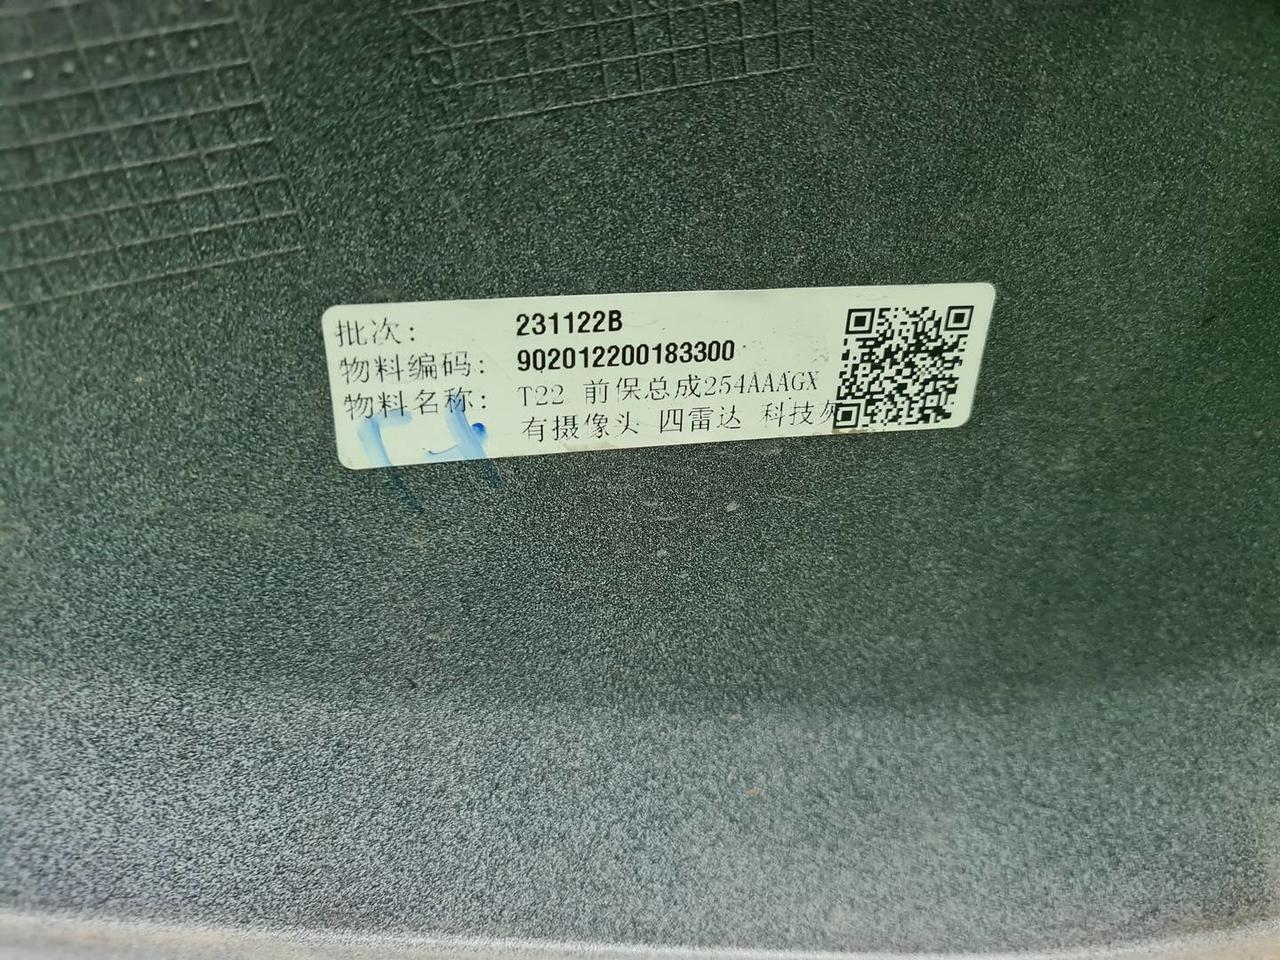 批次: 231122B
物料编码: 902012200183300
物料名称: T22 前保总成254AAAGX
有摄像头 四雷达 科技灰